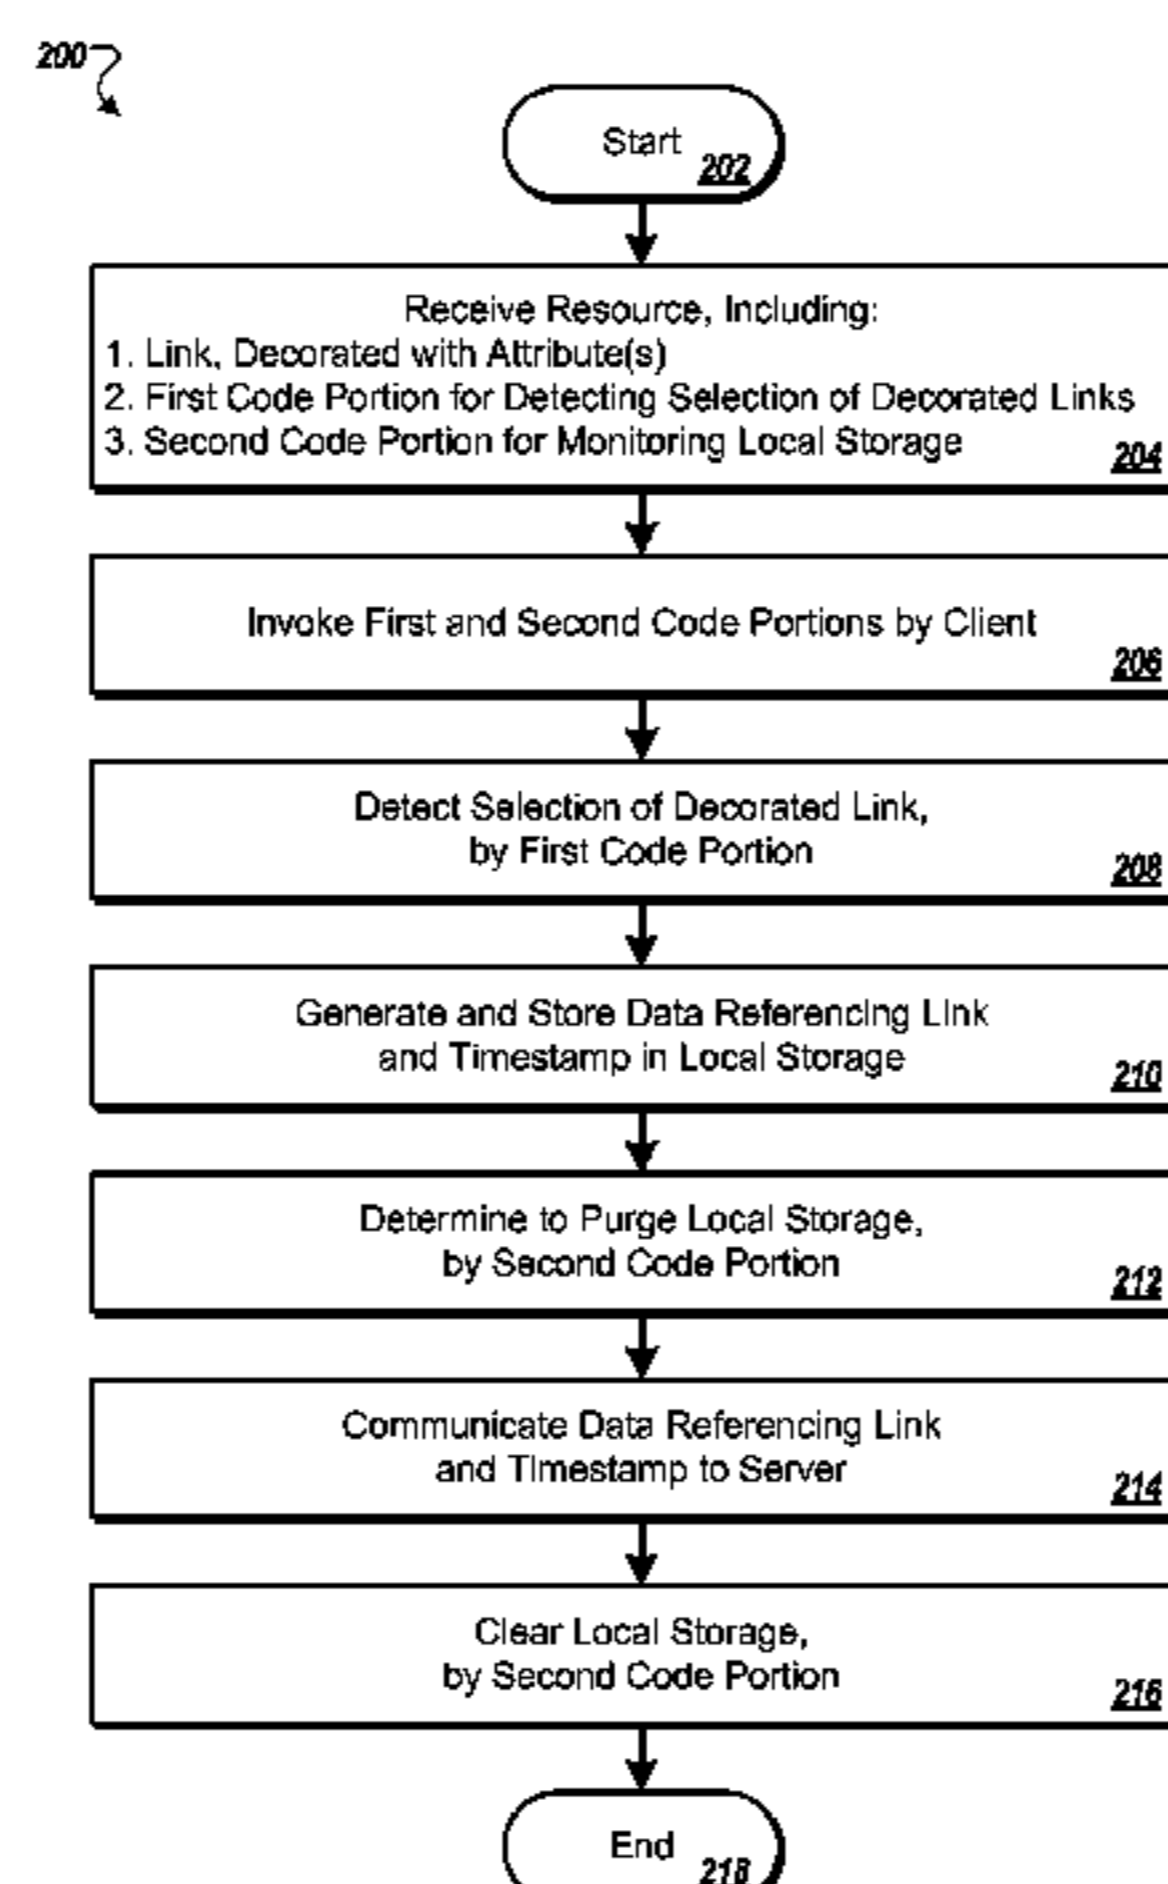 200
Start
202
Receive Resource, Including:
1. Link, Decorated with Attribute(s)
2. First Code Portion for Detecting Selection of Decorated Links
3. Second Code Portion for Monitoring Local Storage
204
Invoke First and Second Code Portions by Client
206
Detect Selection of Decorated Link,
by First Code Portion
208
Generate and Store Data Referencing Link
and Timestamp in Local Storage
210
Determine to Purge Local Storage,
by Second Code Portion
212
Communicate Data Referencing Link
and Timestamp to Server
214
Clear Local Storage,
by Second Code Portion
216
End
218